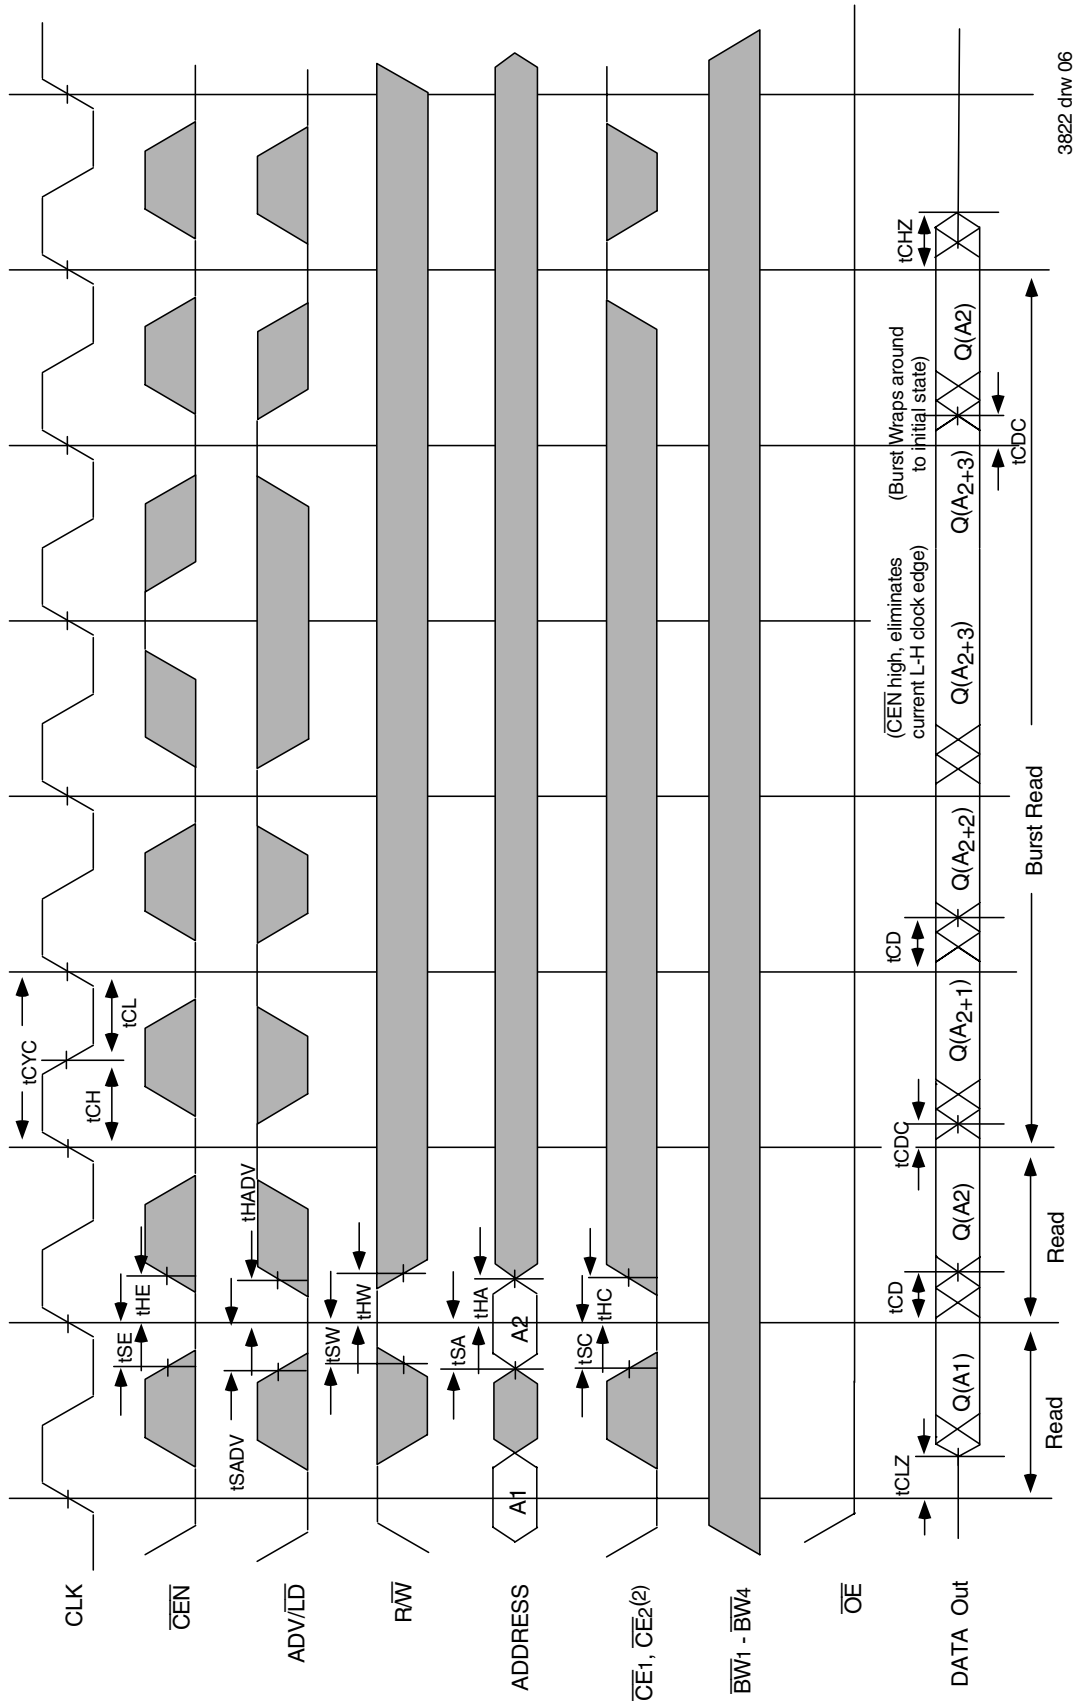 tCYC
tCH
tCL
CLK
tSE
tHE
CEN
tSADV
tHADV
ADV/LD
tSW
tHW
R/W
tSA
tHA
A1
A2
ADDRESS
tSC
tHC
CE1, CE2(2)
BW1 - BW4
OE
(CEN high, eliminates
current L-H clock edge)
(Burst Wraps around
to initial state)
tCLZ
tCD
tCDC
tCD
tCHZ
Q(A1)
Q(A2)
Q(A2+1)
Q(A2+2)
Q(A2+3)
Q(A2+3)
Q(A2)
DATA Out
tCDC
Read
Read
Burst Read
3822 drw 06